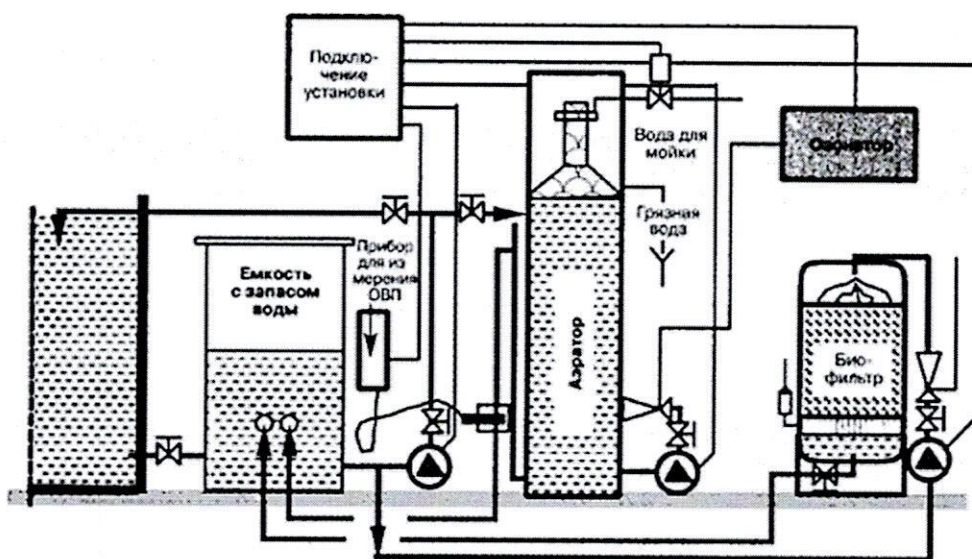 Подклю-
чение
установки
Вода для
мойки
Озонатор
Грязная
вода
Прибор
для из
мерения
ОВП
Емкость
с запасом
воды
Аэратор
Био-
фильтр